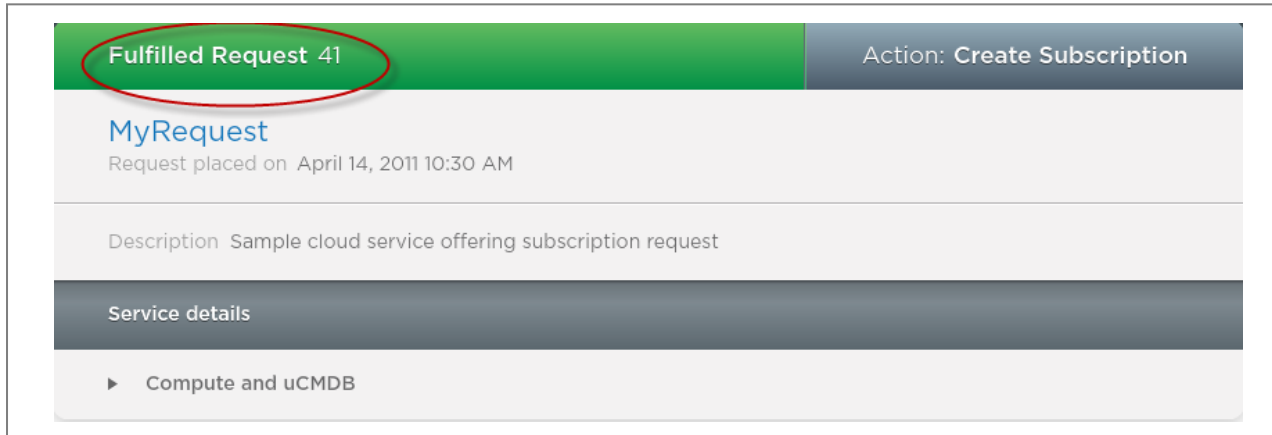 Fulfilled Request 41
Action: Create Subscription
MyRequest
Request placed on April 14, 2011 10:30 AM
Description Sample cloud service offering subscription request
Service details
Compute and uCMDB